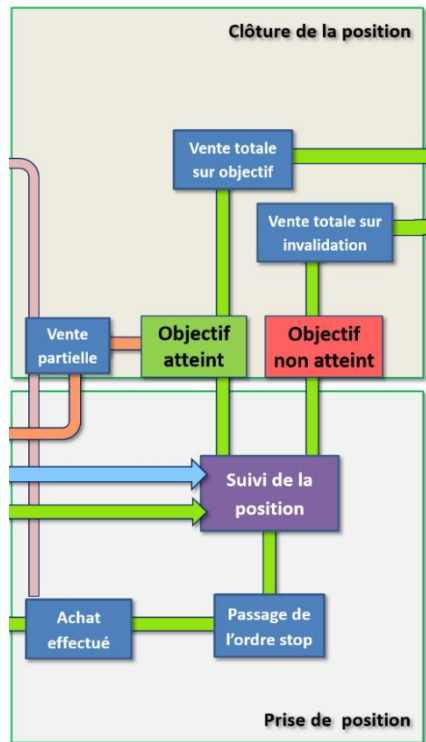 Clôture de la position
Vente totale
sur objectif
Vente totale sur
invalidation
Vente
partielle
Objectif
atteint
Objectif
non atteint
Suivi de la
position
Achat
effectué
Passage de
l'ordre stop
Prise de position